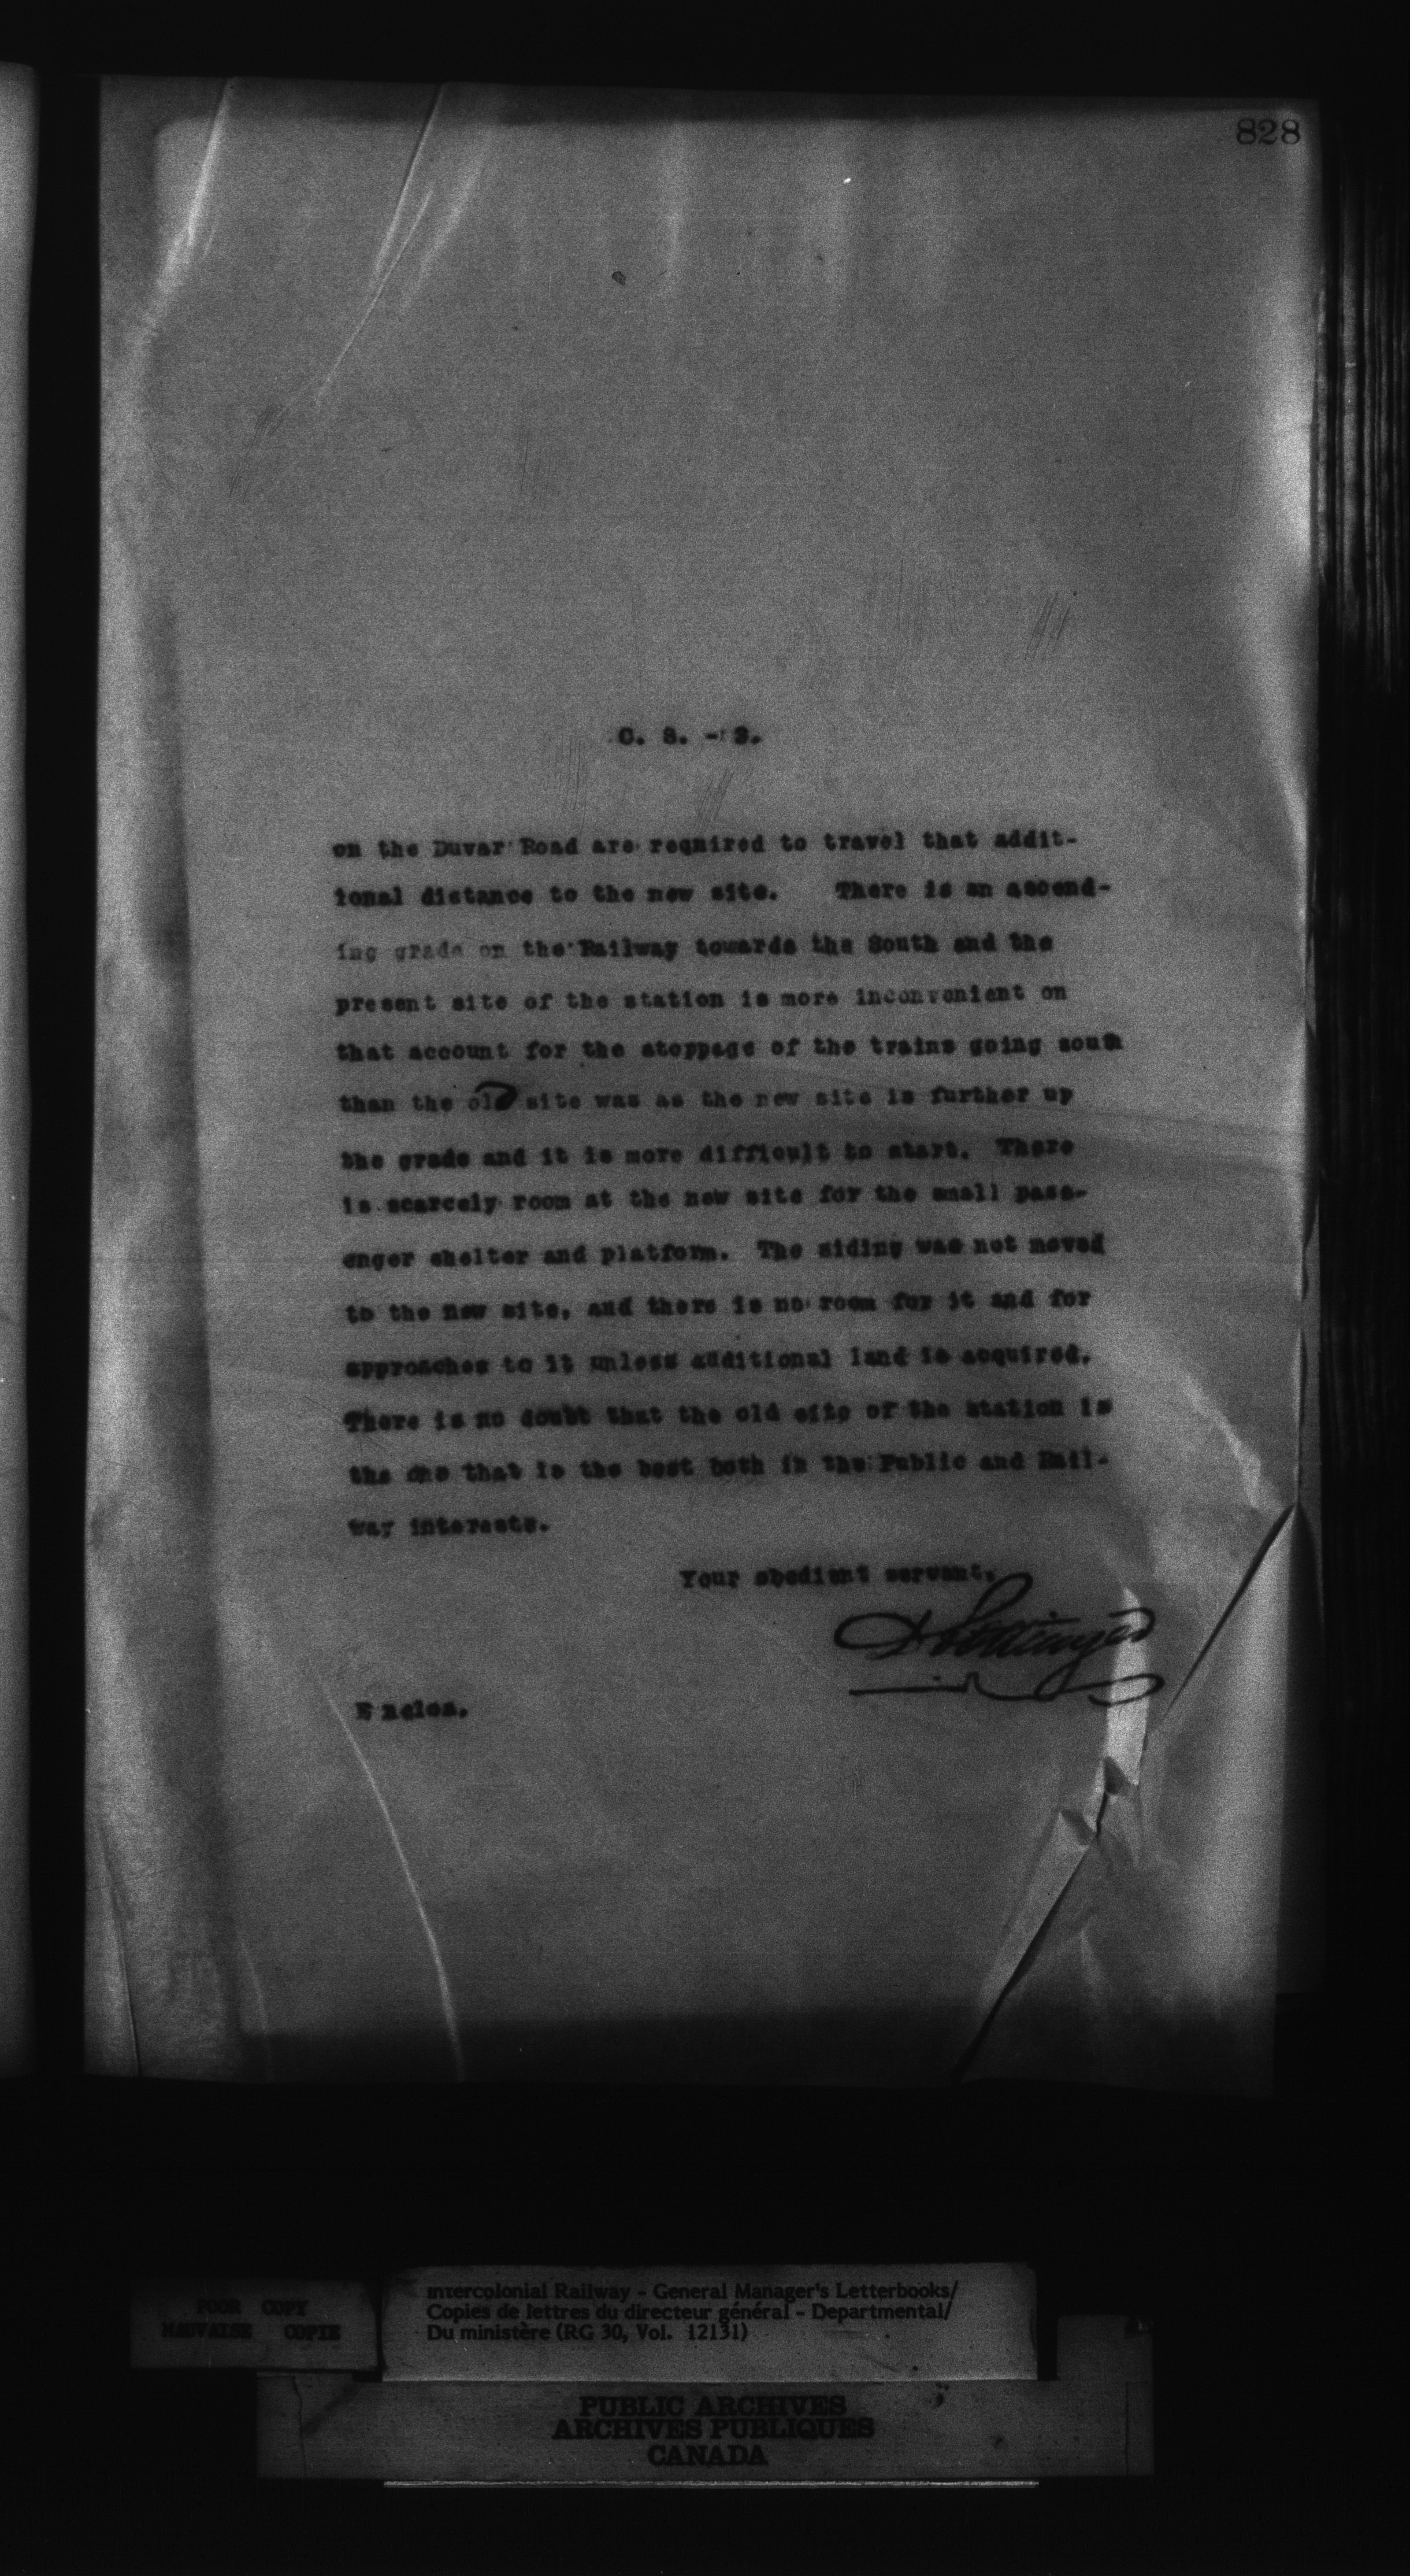 828
C. S. - 2.
on the Duvar Road are required to travel that addit-
ional distance to the new site. There is an ascend-
ing grade on the Railway towards the South and the
present site of the station is more inconvenient on
that account for the stoppage of the trains going south
than the old site was as the new site is further up
the grade and it is more difficult to start. There
is scarcely room at the new site for the small pass-
enger shelter and platform. The siding was not moved
to the new site, and there is no room for it and for
approaches to it unless additional land is acquired.
There is no doubt that the old site of the station is
the one that is the best both in the Public and Rail-
way interests.
Your obedient servant,
D Pottinger
E nclos.
POOR COPY
MAUVAISE COPIE
Intercolonial Railway - General Manager's Letterbooks/
Copies de lettres du directeur général - Departmental/
Du ministère (RG 30, Vol. 12131)
PUBLIC ARCHIVES
ARCHIVES PUBLIQUES
CANADA